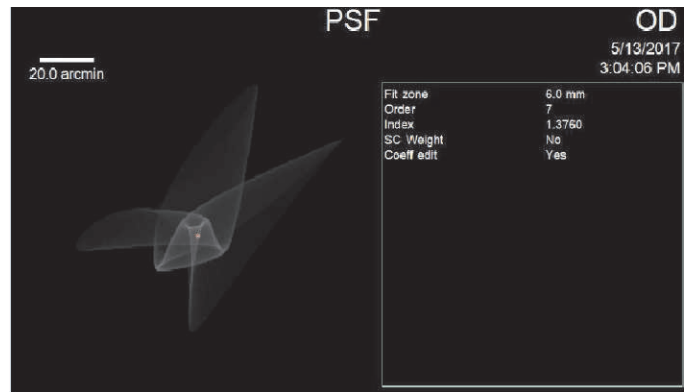 PSF
OD
5/13/2017
3:04:06 PM
20.0 arcmin
Fit zone 6.0 mm
Order 7
Index 1.3760
SC Weight No
Coeff edit Yes